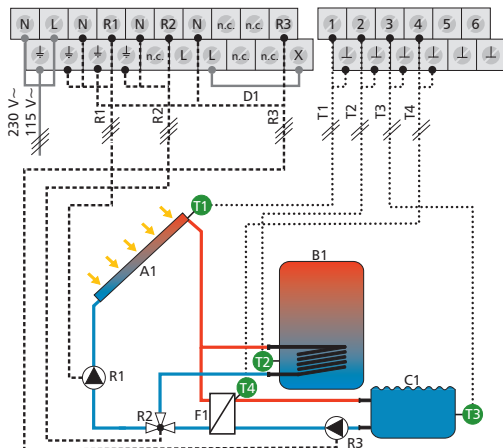 N L N R1 N R2 N n.c. n.c. R3
n.c. L L n.c. n.c. X
1 2 3 4 5 6
D1
230 V~
115 V~
R1
R2
R3
T1
T2
T3
T4
T1
A1
B1
T2
R1
T4
C1
T3
R2
F1
R3